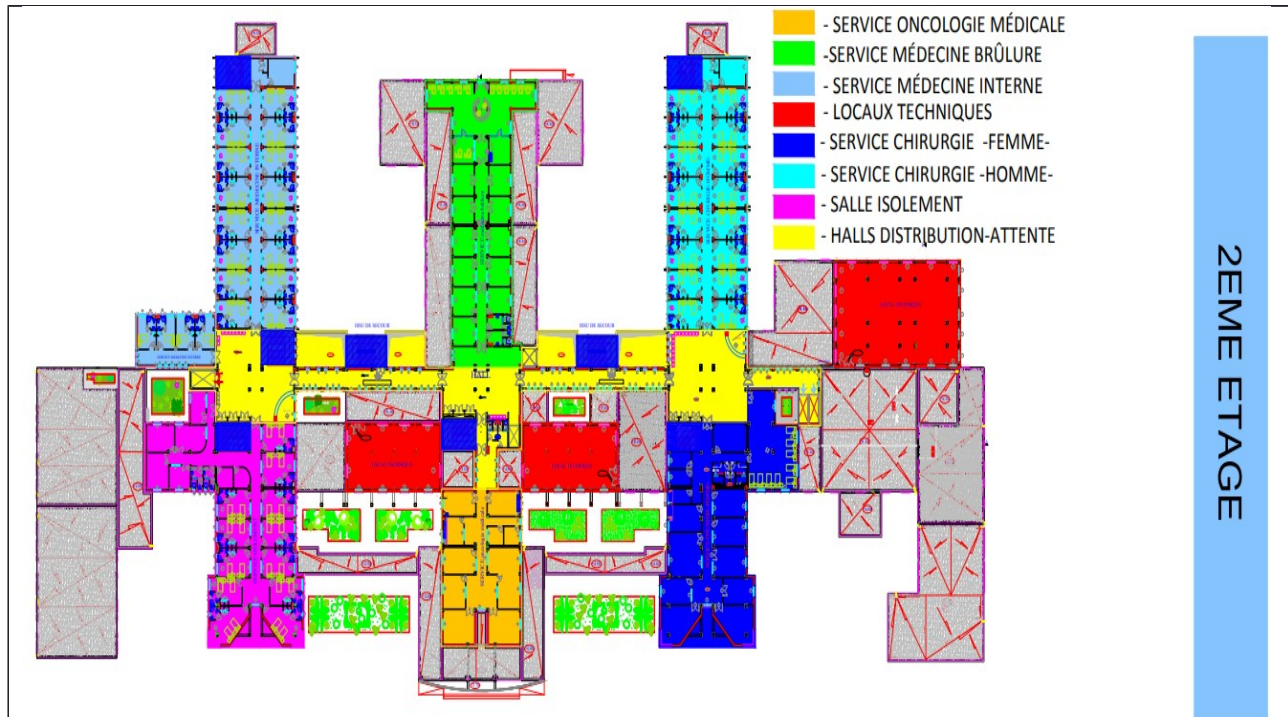 - SERVICE ONCOLOGIE MÉDICALE
-SERVICE MÉDECINE BRÛLURE
- SERVICE MÉDECINE INTERNE
- LOCAUX TECHNIQUES
- SERVICE CHIRURGIE -FEMME-
- SERVICE CHIRURGIE -HOMME-
- SALLE ISOLEMENT
- HALLS DISTRIBUTION-ATTENTE
2EME ETAGE